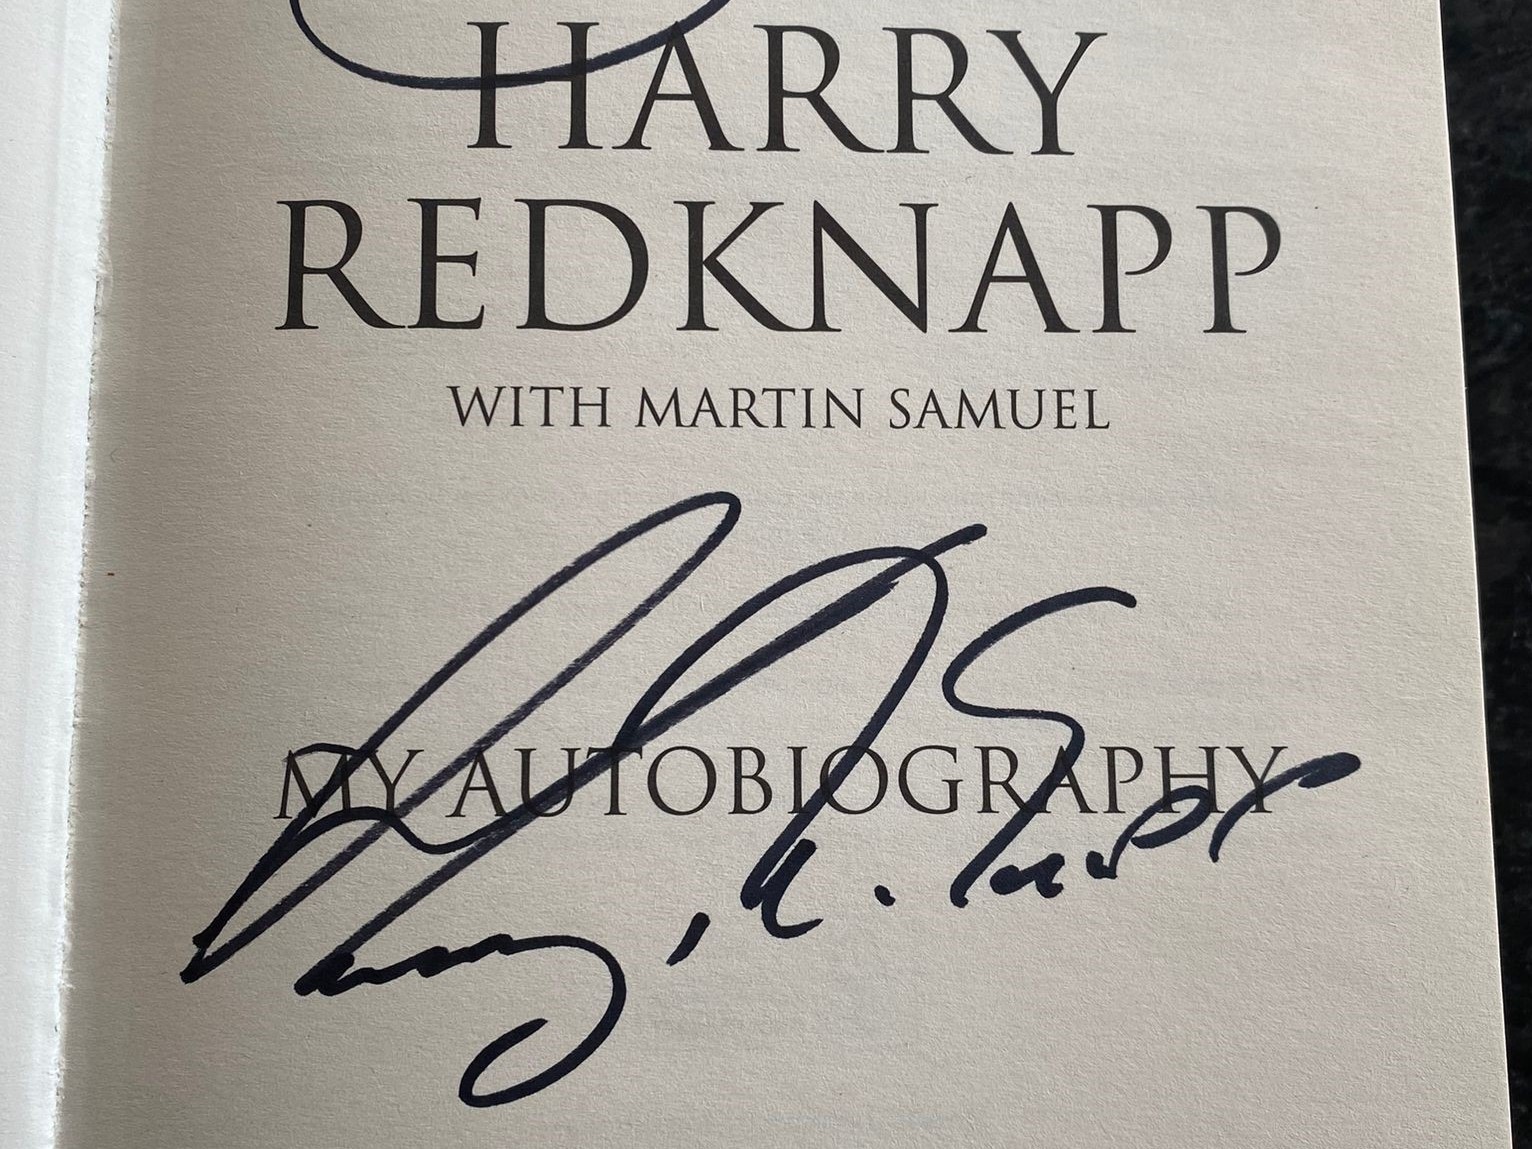 HARRY
REDKNAPP
WITH MARTIN SAMUEL
MY AUTOBIOGRAPHY